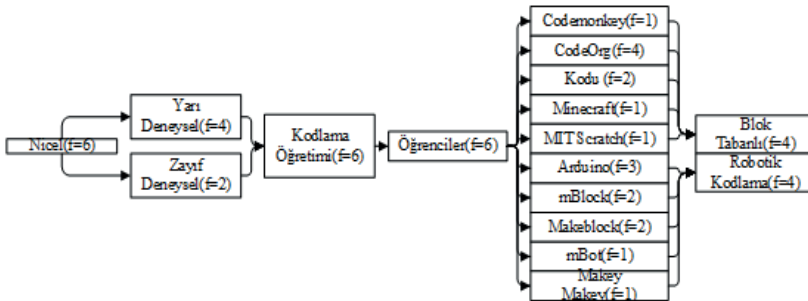 Nicel(f=6)
Yarı
Deneysel(f=4)
Zayıf
Deneysel(f=2)
Kodlama
Öğretimi(f=6)
Öğrenciler(f=6)
Codemonkey(f=1)
CodeOrg(f=4)
Kodu (f=2)
Minecraft(f=1)
MITScratch(f=1)
Arduino(f=3)
mBlock(f=2)
Makeblock(f=2)
mBot(f=1)
Makey
Makey(f=1)
Blok
Tabanlı(f=4)
Robotik
Kodlama(f=4)